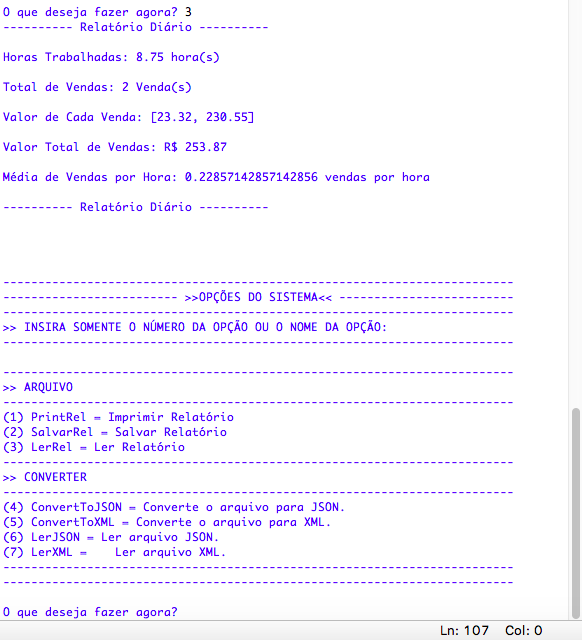 O que deseja fazer agora? 3
---------- Relatório Diário ----------
Horas Trabalhadas: 8.75 hora(s)
Total de Vendas: 2 Venda(s)
Valor de Cada Venda: [23.32, 230.55]
Valor Total de Vendas: R$ 253.87
Média de Vendas por Hora: 0.22857142857142856 vendas por hora
---------- Relatório Diário ----------
-------------------------------------------------------------------------
------------------------- >>OPÇÕES DO SISTEMA<< -------------------------
-------------------------------------------------------------------------
>> INSIRA SOMENTE O NÚMERO DA OPÇÃO OU O NOME DA OPÇÃO:
-------------------------------------------------------------------------
-------------------------------------------------------------------------
>> ARQUIVO
-------------------------------------------------------------------------
(1) PrintRel = Imprimir Relatório
(2) SalvarRel = Salvar Relatório
(3) LerRel = Ler Relatório
-------------------------------------------------------------------------
>> CONVERTER
-------------------------------------------------------------------------
(4) ConvertToJSON = Converte o arquivo para JSON.
(5) ConvertToXML = Converte o arquivo para XML.
(6) LerJSON = Ler arquivo JSON.
(7) LerXML =    Ler arquivo XML.
-------------------------------------------------------------------------
-------------------------------------------------------------------------
O que deseja fazer agora?
Ln: 107 Col: 0